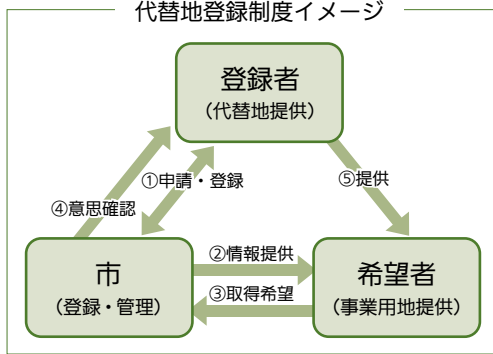 代替地登録制度イメージ
登録者
（代替地提供）
①申請・登録
⑤提供
④意思確認
②情報提供
市
（登録・管理）
③取得希望
希望者
（事業用地提供）